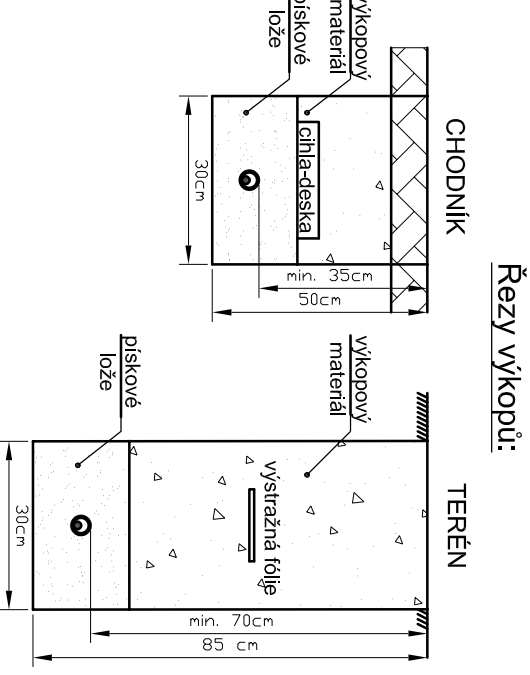 Řezy výkopů:
CHODNÍK
výkopový
materiál
pískové
lože
cihla-deska
30cm
min. 35cm
50cm
TERÉN
výkopový
materiál
pískové
lože
výstražná fólie
30cm
min. 70cm
85 cm